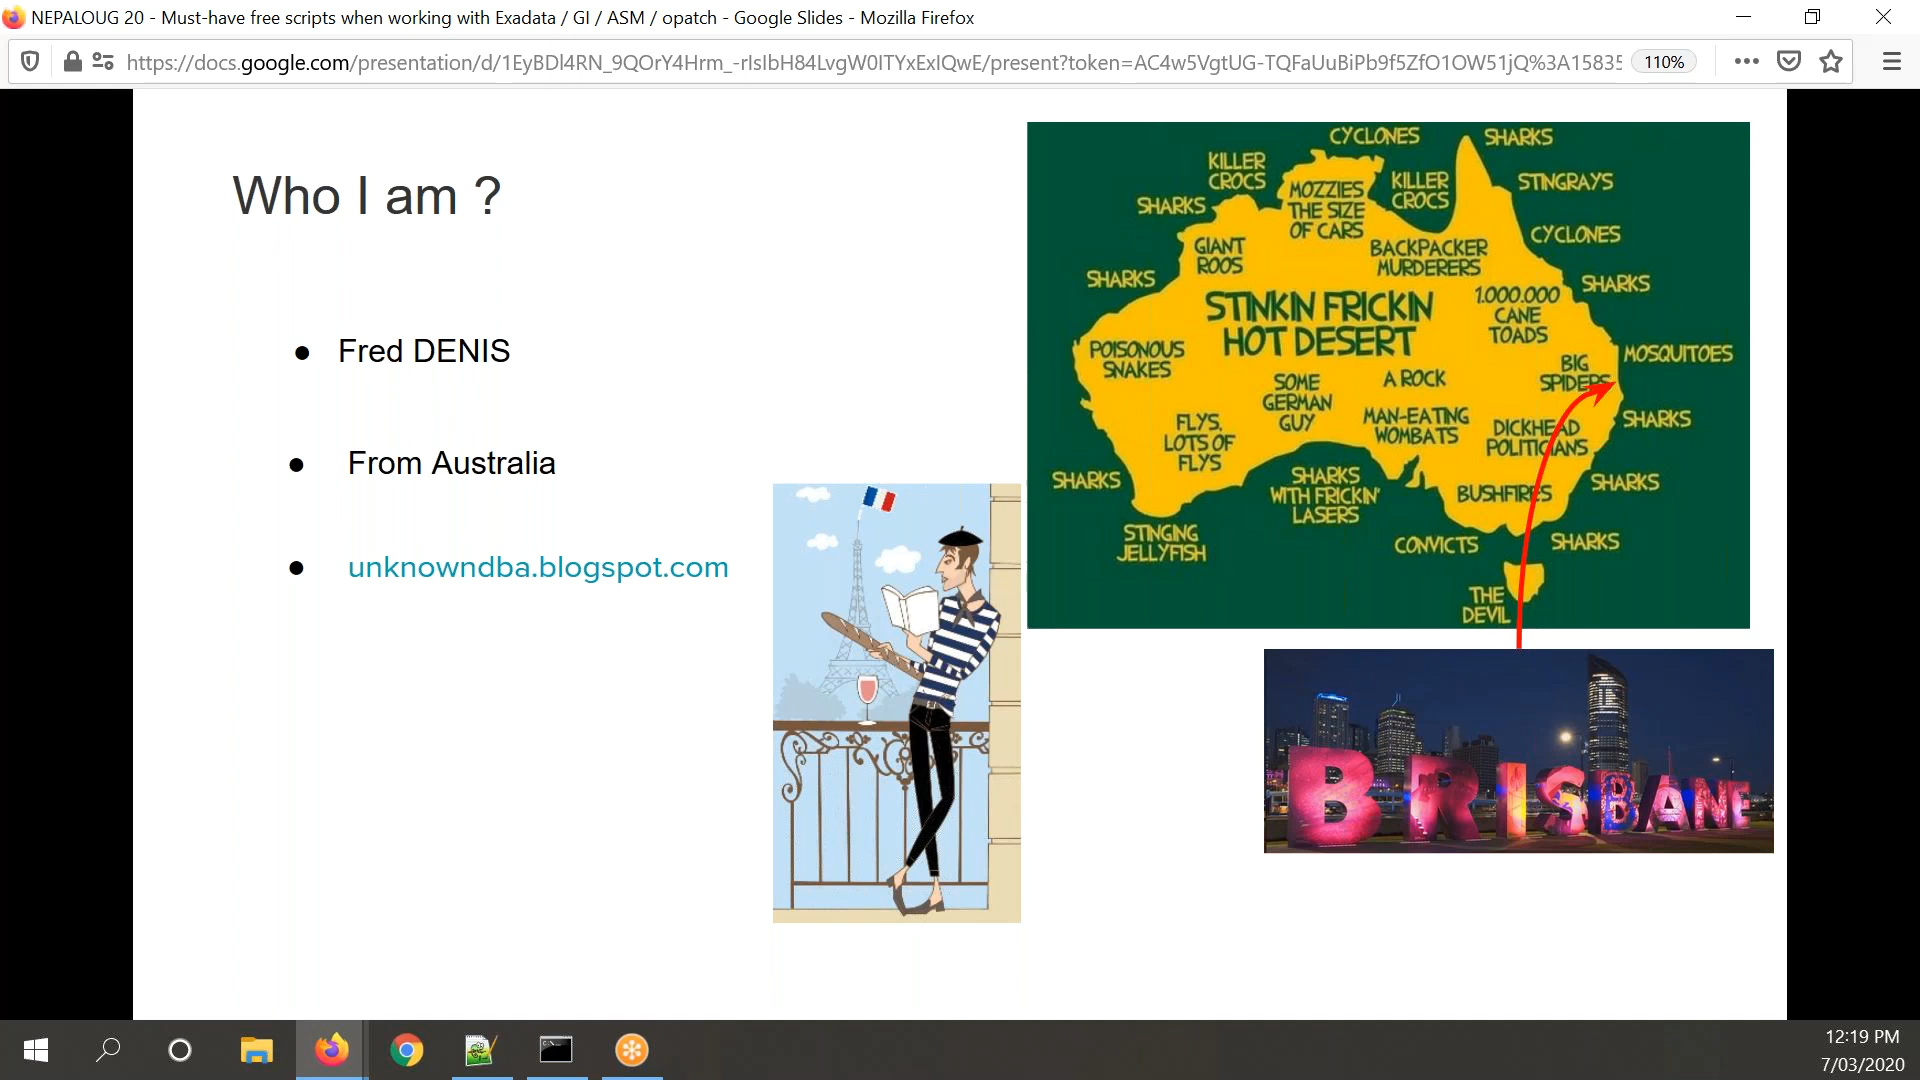 NEPALOUG 20 - Must-have free scripts when working with Exadata / GI / ASM / opatch - Google Slides - Mozilla Firefox
https://docs.google.com/presentation/d/1EyBDl4RN_9QOrY4Hrm_-rIsIbH84LvgW0ITYxExIQwE/present?token=AC4w5VgtUG-TQFaUuBiPb9f5ZfO1OW51jQ%3A15835
110%
Who I am ?
Fred DENIS
From Australia
unknowndba.blogspot.com
CYCLONES
SHARKS
KILLER
CROCS
MOZZIES
THE SIZE
OF CARS
KILLER
CROCS
STINGRAYS
SHARKS
GIANT
ROOS
BACKPACKER
MURDERERS
CYCLONES
SHARKS
SHARKS
STINKIN FRICKIN
HOT DESERT
1.000.000
CANE
TOADS
POISONOUS
SNAKES
MOSQUITOES
BIG
SPIDERS
SOME
GERMAN
GUY
A ROCK
FLYS,
LOTS OF
FLYS
MAN-EATING
WOMBATS
DICKHEAD
POLITICIANS
SHARKS
SHARKS
SHARKS
WITH FRICKIN'
LASERS
BUSHFIRES
SHARKS
STINGING
JELLYFISH
CONVICTS
SHARKS
THE
DEVIL
BRISBANE
12:19 PM
7/03/2020